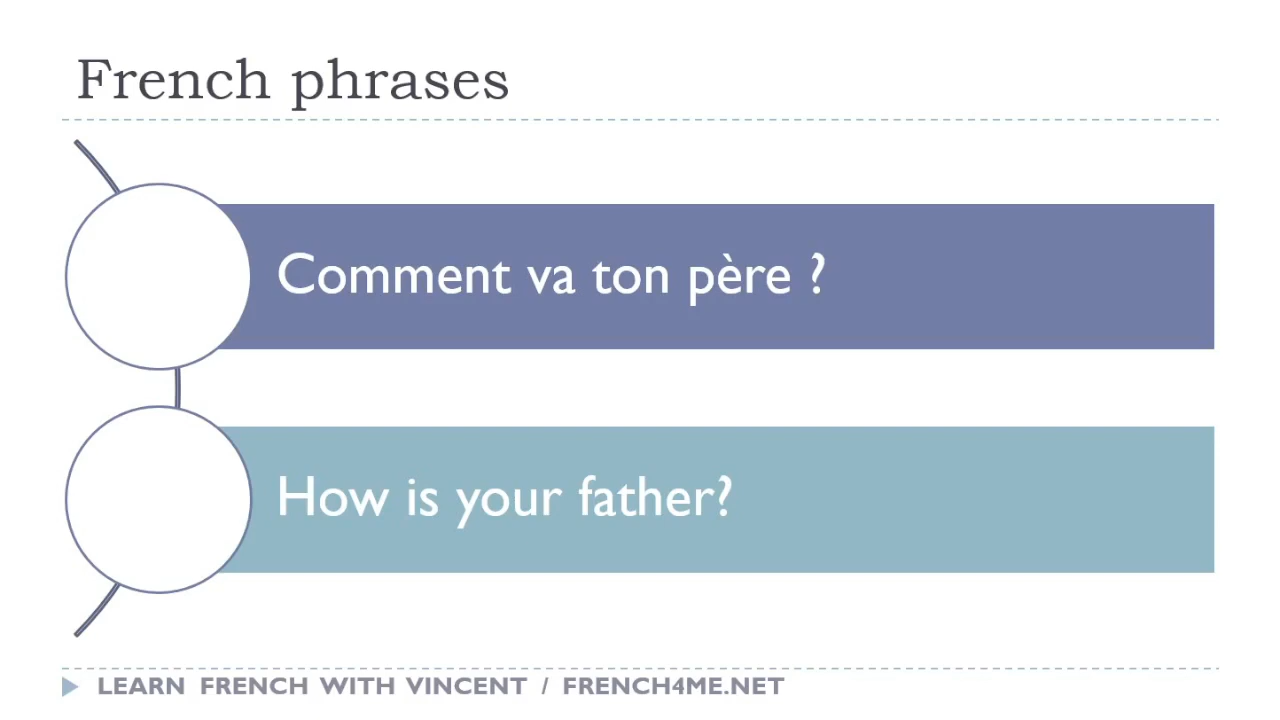 French phrases
Comment va ton père ?
How is your father?
LEARN FRENCH WITH VINCENT / FRENCH4ME.NET